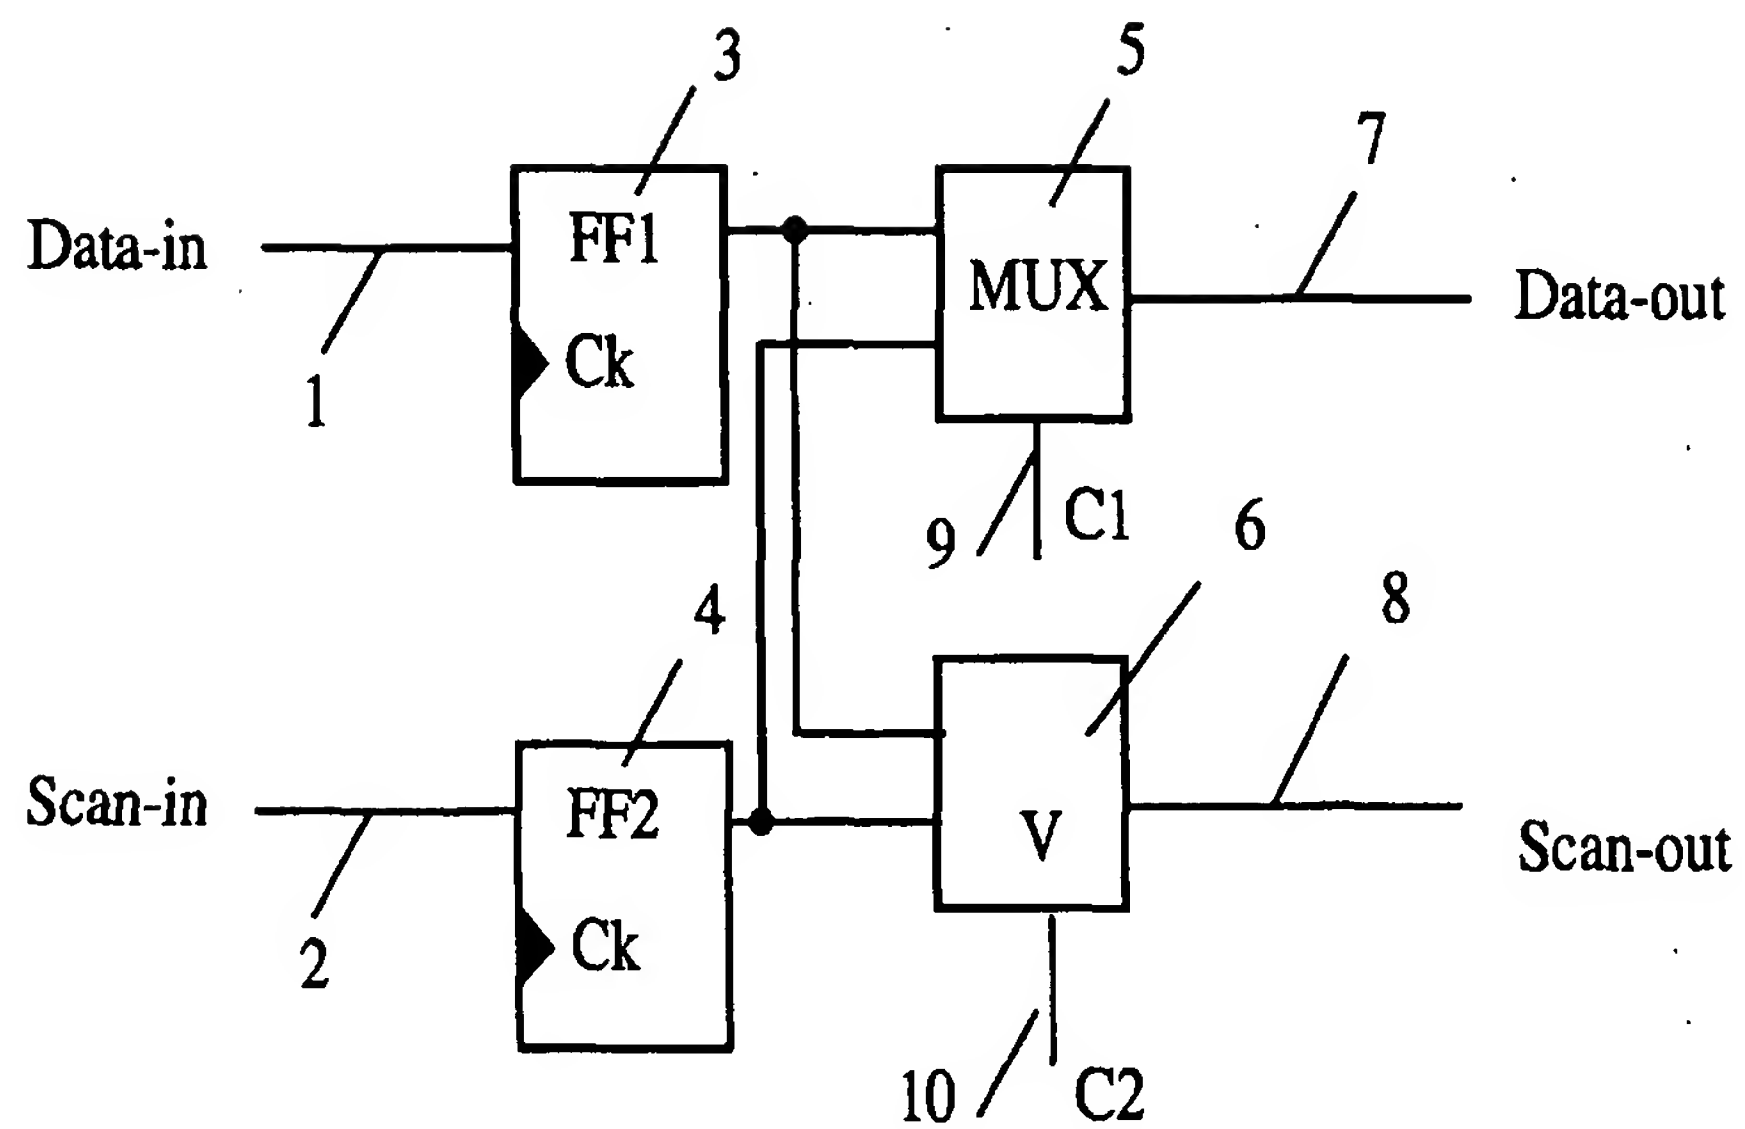 3
5
7
Data-in
FF1
MUX
Data-out
Ck
1
9
C1
6
8
4
Scan-in
FF2
V
Scan-out
Ck
2
10
C2